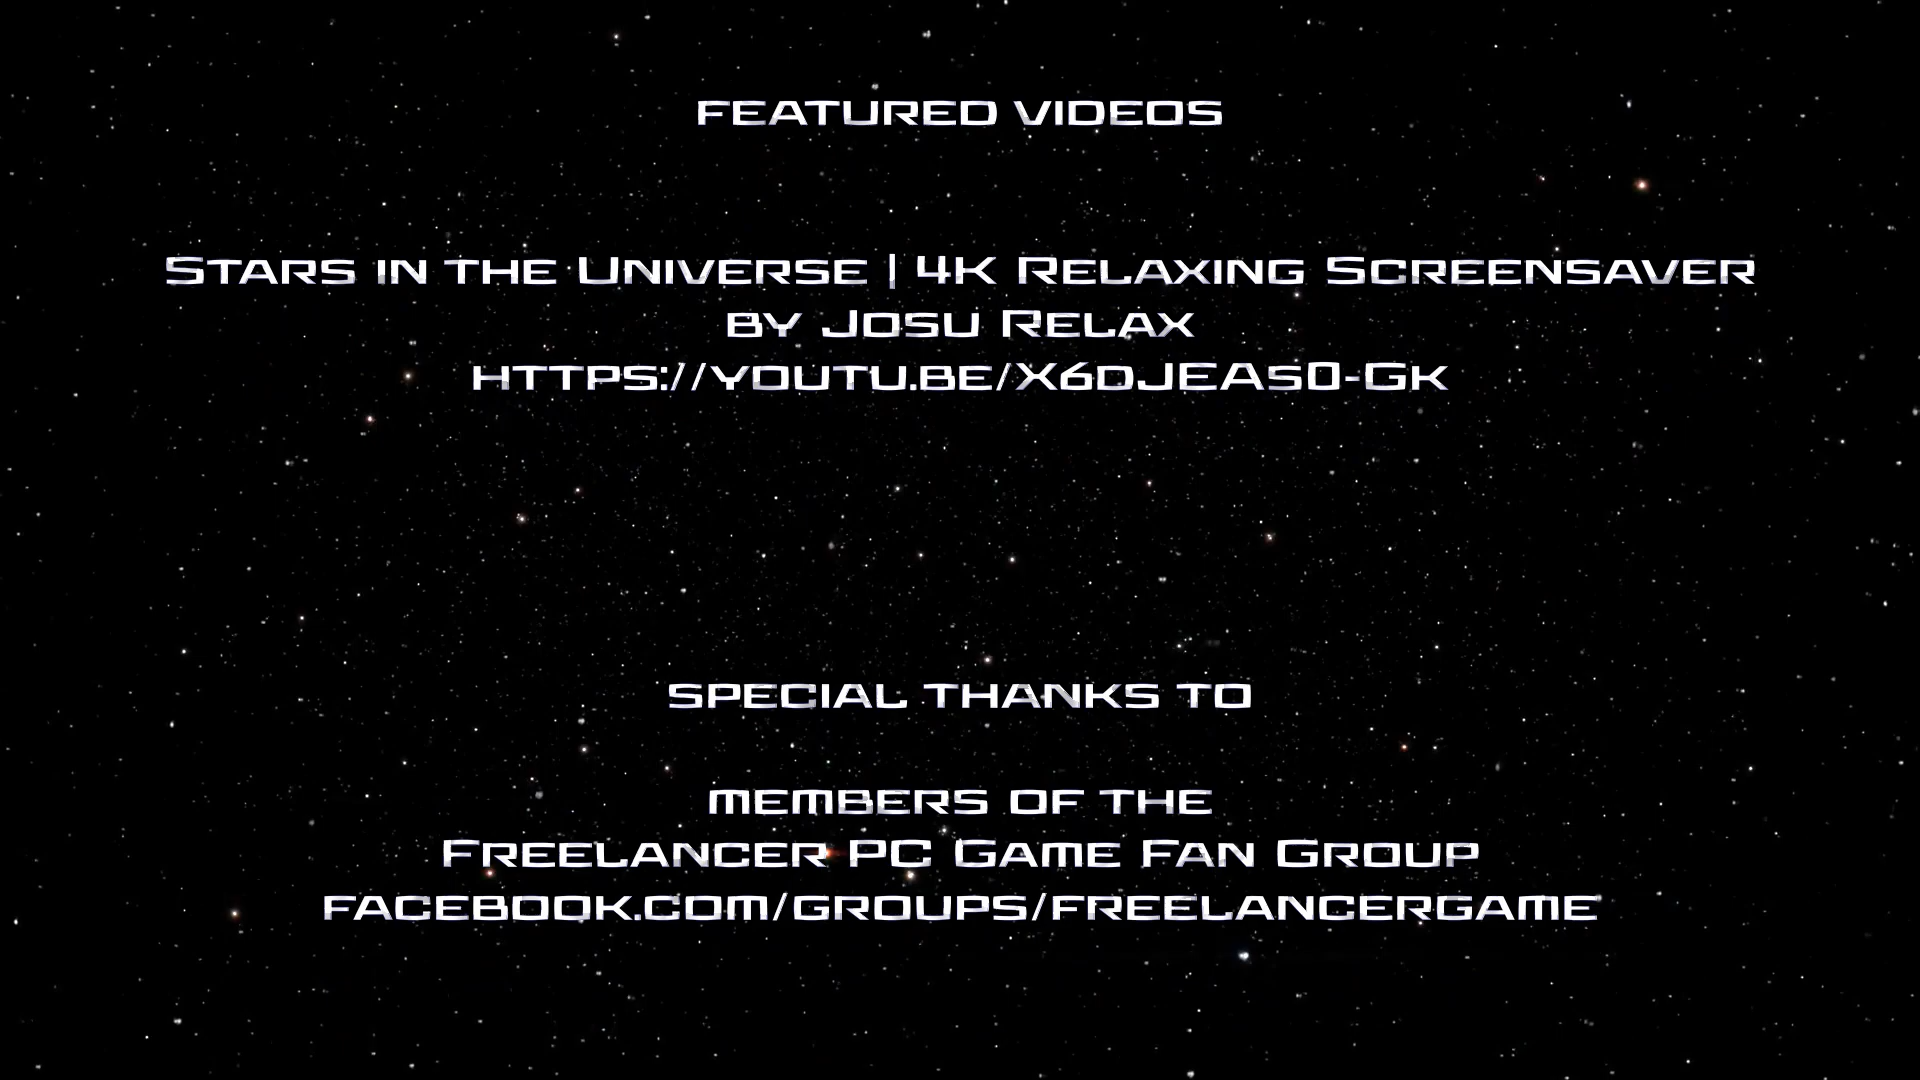 FEATURED VIDEOS
Stars in the Universe | 4K Relaxing Screensaver
by Josu Relax
https://youtu.be/X6dJEAs0-Gk
SPECIAL THANKS TO
members of the
Freelancer PC Game Fan Group
facebook.com/groups/freelancergame